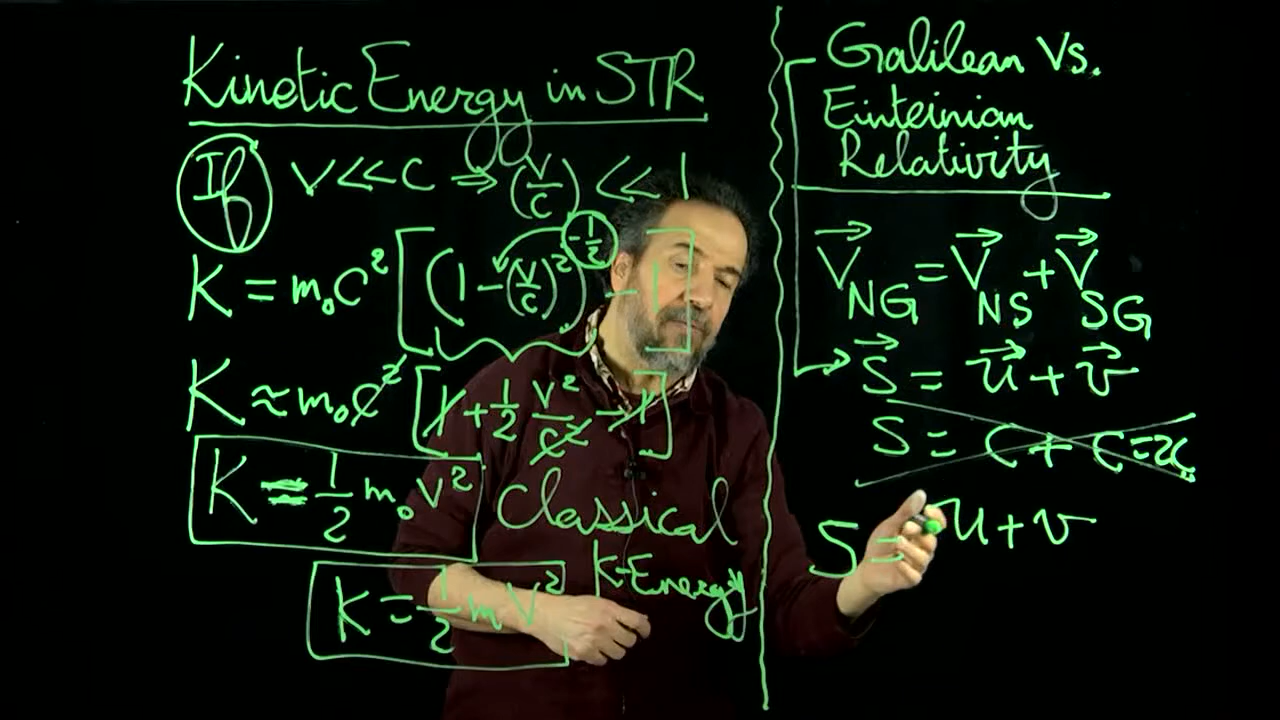 Kinetic Energy in STR
If v<<c ⇒ (v/c) << 1
K = m₀c² [(1-(v/c)²)^(-1/2) - 1]
K ≈ m₀c² [1 + 1/2 v²/c² - 1]
K = 1/2 m₀v² Classical
K-Energy
K = 1/2 mv²
Galilean Vs.
Einteinian
Relativity
V⃗NG = V⃗NS + V⃗SG
S⃗ = u⃗ + v⃗
S = C + C = 2C
S = u + v